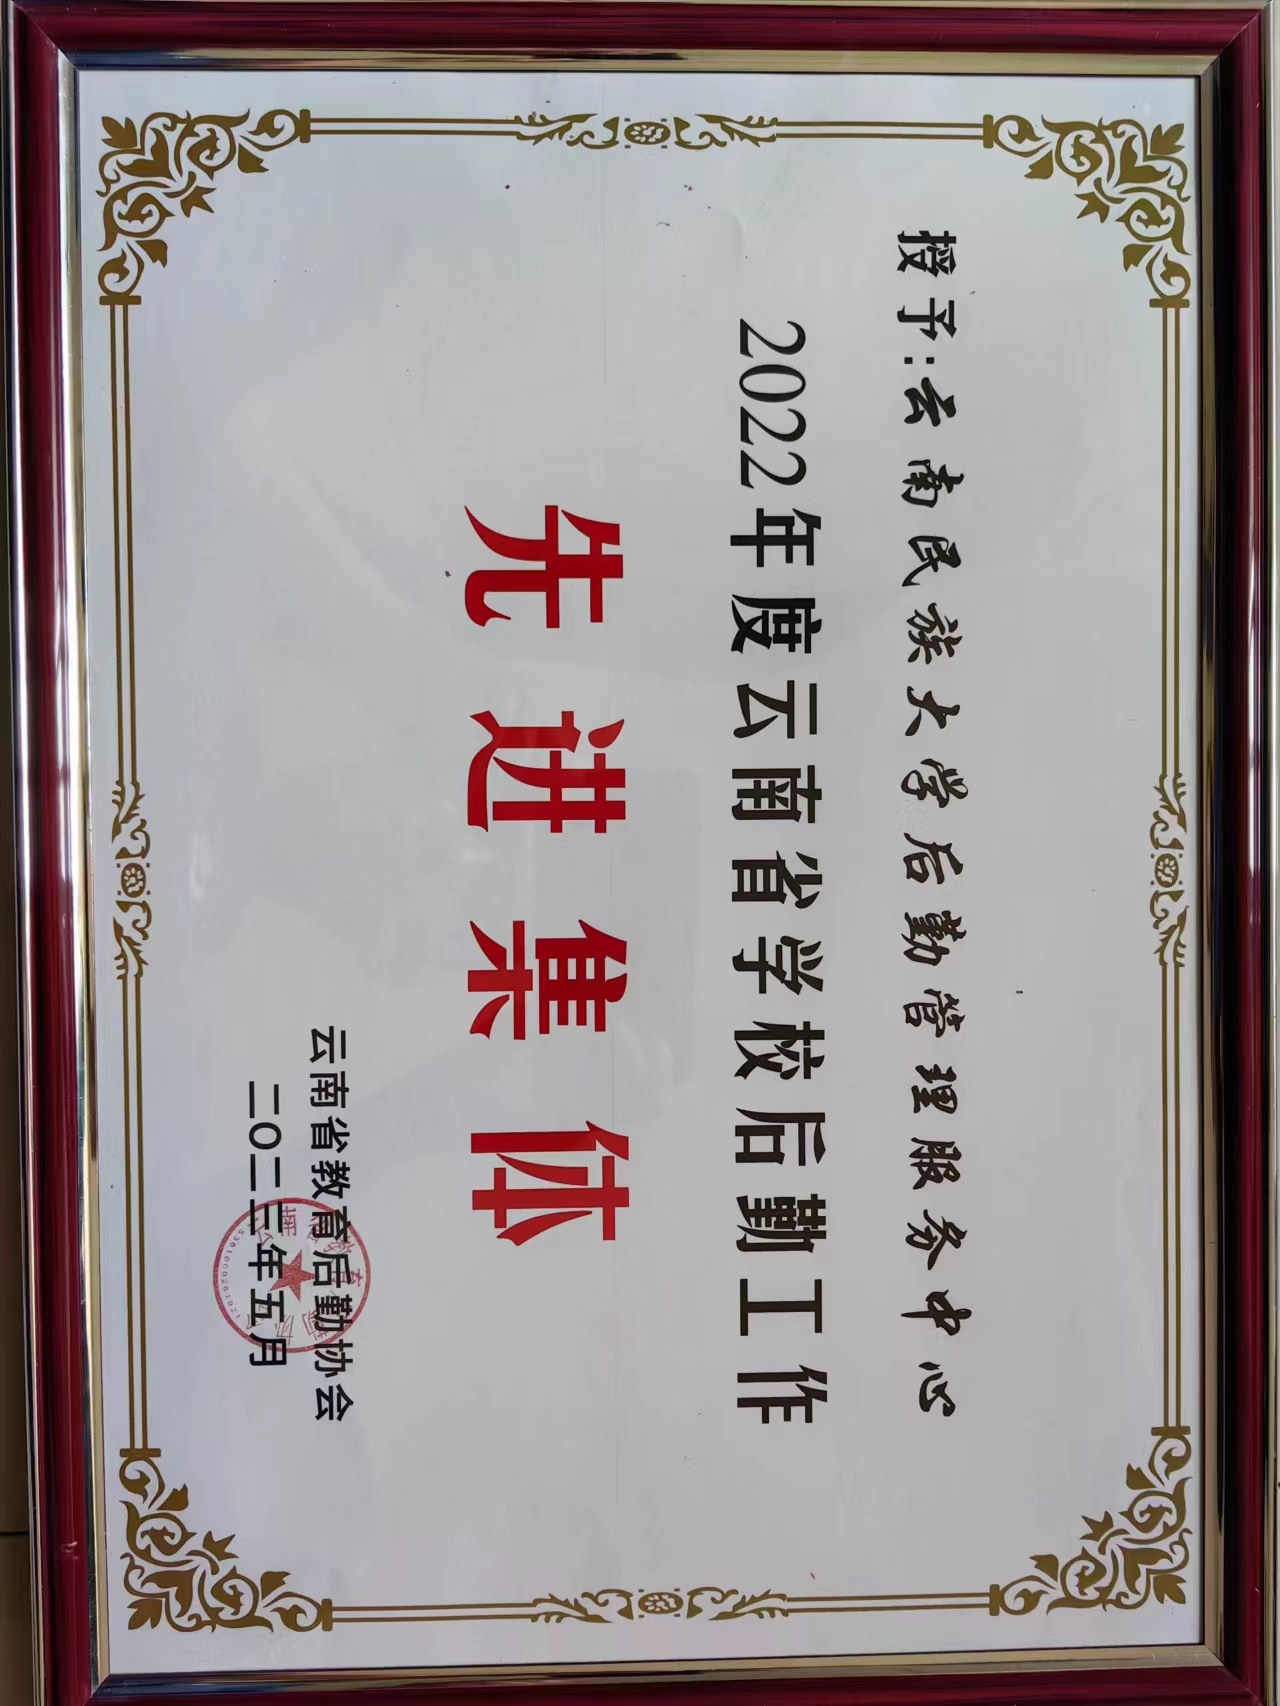 授予:云南民族大学后勤管理服务中心
2022年度云南省学校后勤工作
先进集体
云南省教育后勤协会
二〇二三年五月